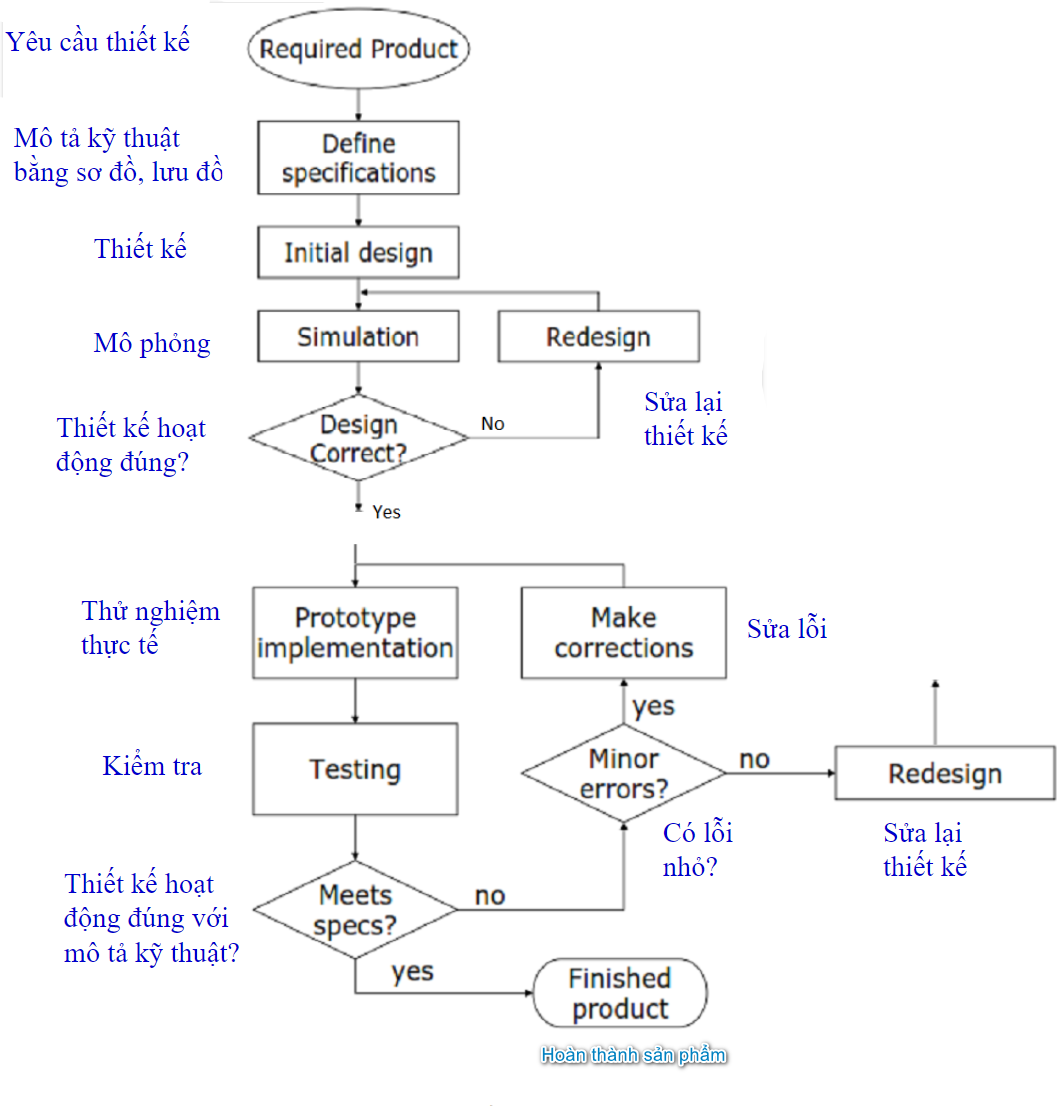 Yêu cầu thiết kế
Required Product
Mô tả kỹ thuật
bằng sơ đồ, lưu đồ
Define
specifications
Thiết kế
Initial design
Mô phỏng
Simulation
Redesign
Sửa lại
thiết kế
Thiết kế hoạt
động đúng?
Design
Correct?
No
Yes
Thử nghiệm
thực tế
Prototype
implementation
Make
corrections
Sửa lỗi
yes
Kiểm tra
Testing
Minor
errors?
no
Redesign
Có lỗi
nhỏ?
Sửa lại
thiết kế
Thiết kế hoạt
động đúng với
mô tả kỹ thuật?
Meets
specs?
no
yes
Finished
product
Hoàn thành sản phẩm